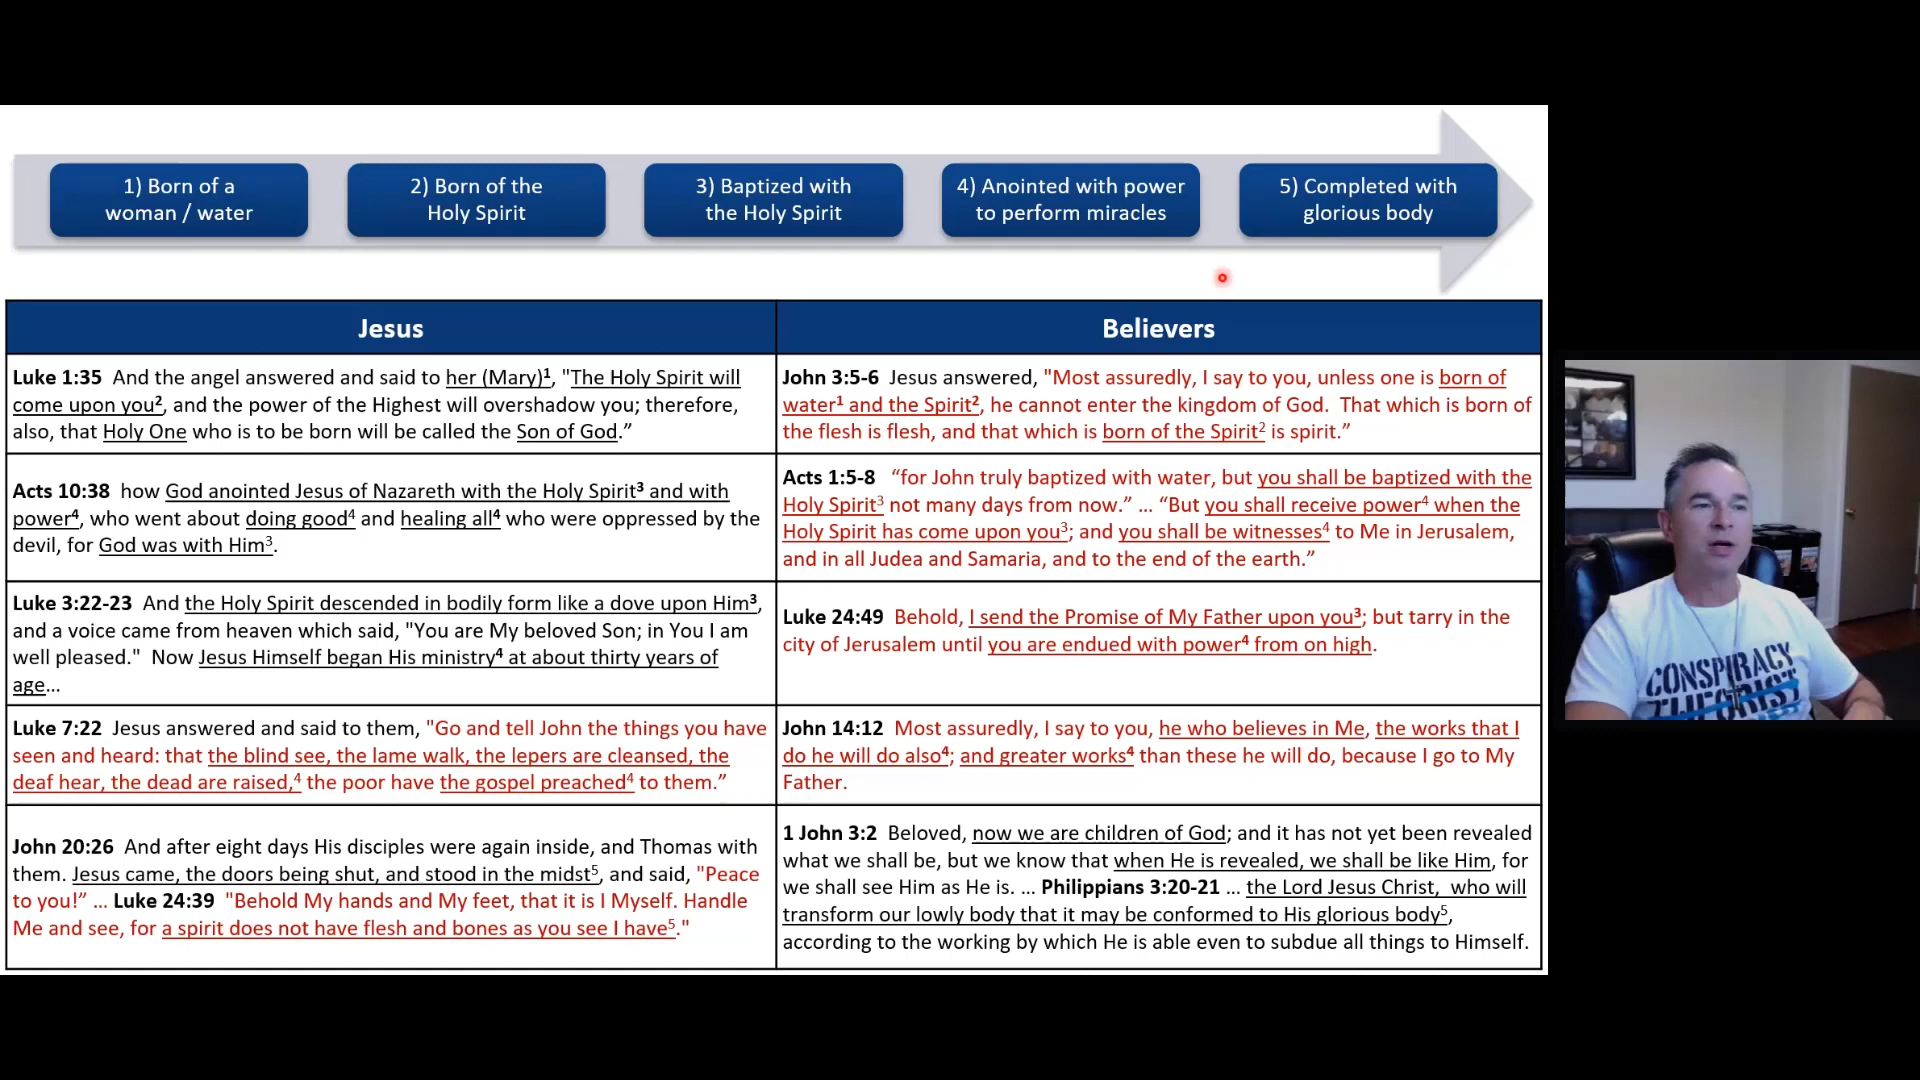 1) Born of a
woman / water
2) Born of the
Holy Spirit
3) Baptized with
the Holy Spirit
4) Anointed with power
to perform miracles
5) Completed with
glorious body
Jesus
Believers
Luke 1:35 And the angel answered and said to her (Mary)¹, "The Holy Spirit will
come upon you², and the power of the Highest will overshadow you; therefore,
also, that Holy One who is to be born will be called the Son of God.”
John 3:5-6 Jesus answered, "Most assuredly, I say to you, unless one is born of
water¹ and the Spirit², he cannot enter the kingdom of God. That which is born of
the flesh is flesh, and that which is born of the Spirit² is spirit.”
Acts 10:38 how God anointed Jesus of Nazareth with the Holy Spirit³ and with
power⁴, who went about doing good⁴ and healing all⁴ who were oppressed by the
devil, for God was with Him³.
Acts 1:5-8 “for John truly baptized with water, but you shall be baptized with the
Holy Spirit³ not many days from now.” … “But you shall receive power⁴ when the
Holy Spirit has come upon you³; and you shall be witnesses⁴ to Me in Jerusalem,
and in all Judea and Samaria, and to the end of the earth.”
Luke 3:22-23 And the Holy Spirit descended in bodily form like a dove upon Him³,
and a voice came from heaven which said, "You are My beloved Son; in You I am
well pleased." Now Jesus Himself began His ministry⁴ at about thirty years of
age…
Luke 24:49 Behold, I send the Promise of My Father upon you³; but tarry in the
city of Jerusalem until you are endued with power⁴ from on high.
Luke 7:22 Jesus answered and said to them, "Go and tell John the things you have
seen and heard: that the blind see, the lame walk, the lepers are cleansed, the
deaf hear, the dead are raised,⁴ the poor have the gospel preached⁴ to them.”
John 14:12 Most assuredly, I say to you, he who believes in Me, the works that I
do he will do also⁴; and greater works⁴ than these he will do, because I go to My
Father.
John 20:26 And after eight days His disciples were again inside, and Thomas with
them. Jesus came, the doors being shut, and stood in the midst⁵, and said, "Peace
to you!” … Luke 24:39 "Behold My hands and My feet, that it is I Myself. Handle
Me and see, for a spirit does not have flesh and bones as you see I have⁵."
1 John 3:2 Beloved, now we are children of God; and it has not yet been revealed
what we shall be, but we know that when He is revealed, we shall be like Him, for
we shall see Him as He is. … Philippians 3:20-21 … the Lord Jesus Christ, who will
transform our lowly body that it may be conformed to His glorious body⁵,
according to the working by which He is able even to subdue all things to Himself.
CONSPIRACY
THEORIST